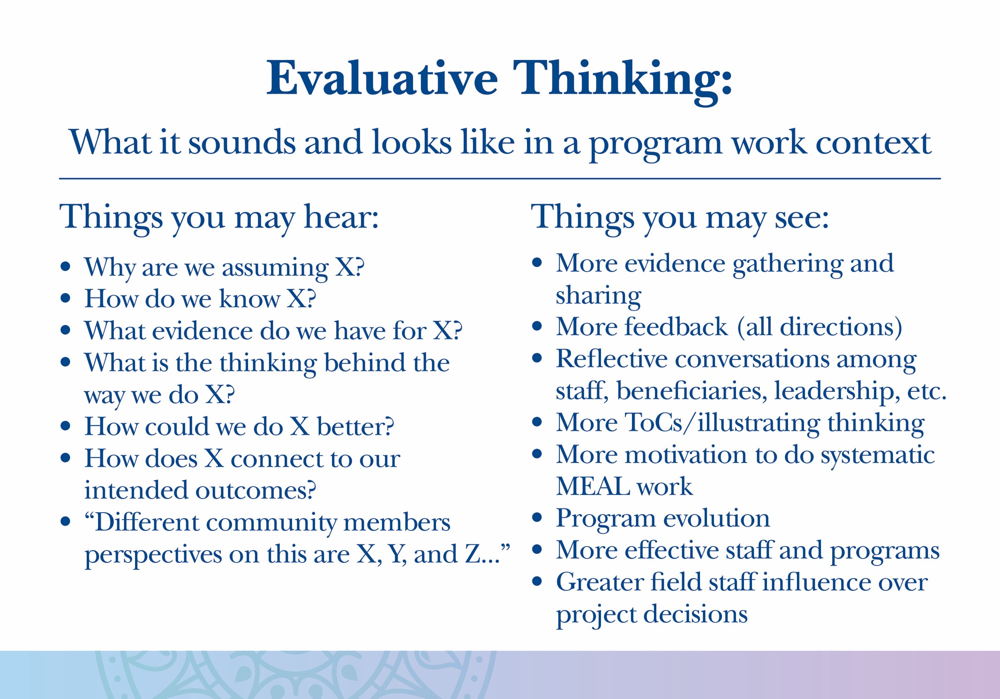 Evaluative Thinking:
What it sounds and looks like in a program work context
Things you may hear:
• Why are we assuming X?
• How do we know X?
• What evidence do we have for X?
• What is the thinking behind the
way we do X?
• How could we do X better?
• How does X connect to our
intended outcomes?
• “Different community members
perspectives on this are X, Y, and Z...”
Things you may see:
• More evidence gathering and
sharing
• More feedback (all directions)
• Reflective conversations among
staff, beneficiaries, leadership, etc.
• More ToCs/illustrating thinking
• More motivation to do systematic
MEAL work
• Program evolution
• More effective staff and programs
• Greater field staff influence over
project decisions